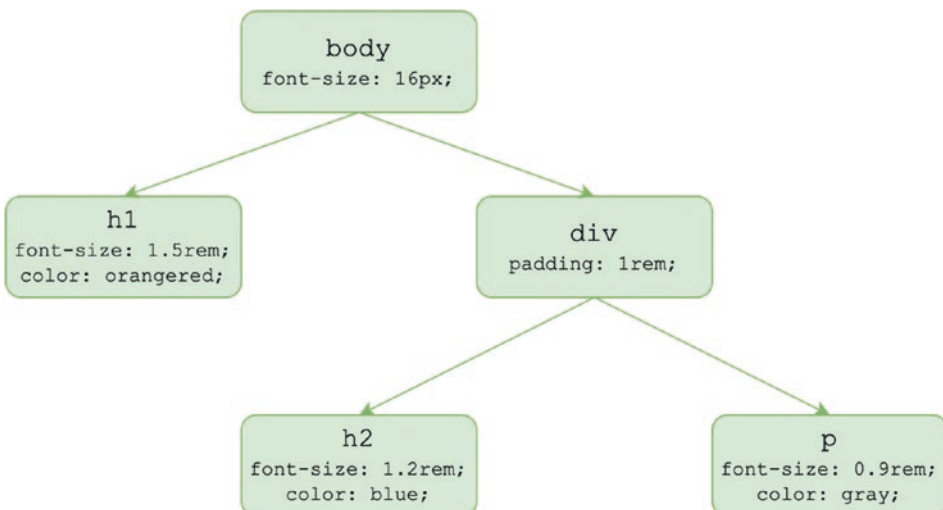 body
font-size: 16px;
h1
font-size: 1.5rem;
color: orangered;
div
padding: 1rem;
h2
font-size: 1.2rem;
color: blue;
p
font-size: 0.9rem;
color: gray;